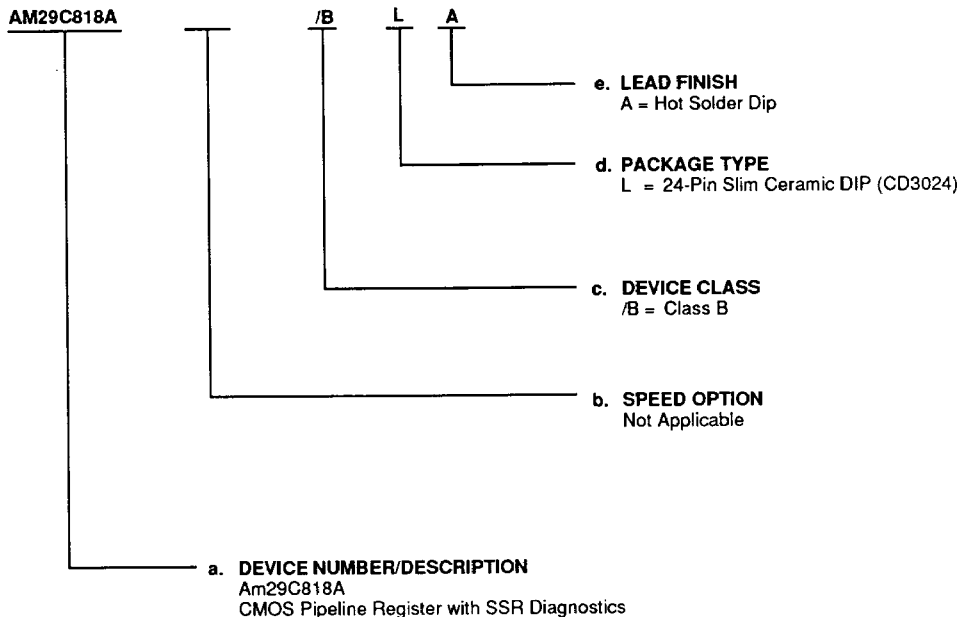 AM29C818A /B L A
e. LEAD FINISH
A = Hot Solder Dip
d. PACKAGE TYPE
L = 24-Pin Slim Ceramic DIP (CD3024)
c. DEVICE CLASS
/B = Class B
b. SPEED OPTION
Not Applicable
a. DEVICE NUMBER/DESCRIPTION
Am29C818A
CMOS Pipeline Register with SSR Diagnostics